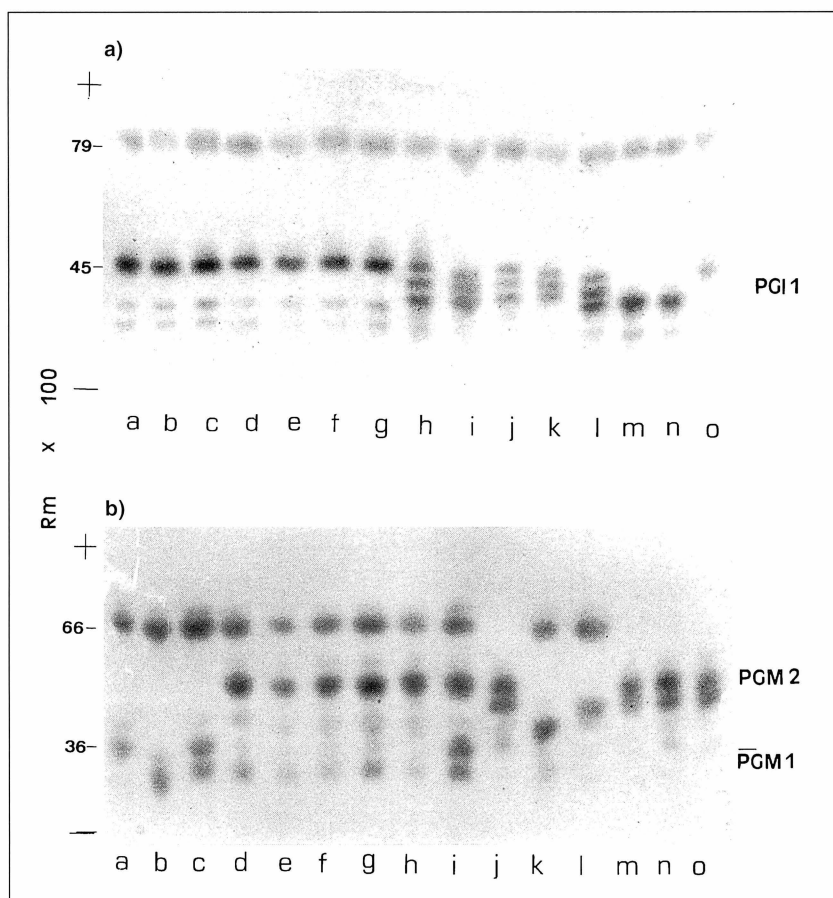 a)
+
79–
45–
PGI 1
—
a b c d e f g h i j k l m n o
Rm x 100
b)
+
66–
PGM 2
36–
PGM 1
—
a b c d e f g h i j k l m n o